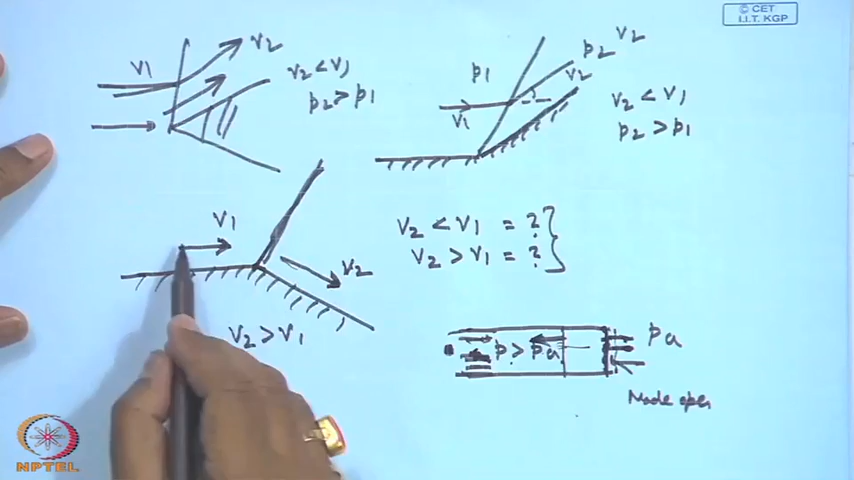 © CET
I.I.T. KGP
V1
V2
V2 < V1
p2 > p1
p1
p2 V2
V2
V1
V2 < V1
p2 > p1
V1
V2
V2 > V1
V2 < V1 = ?
V2 > V1 = ?
p > pa
pa
Made open
NPTEL